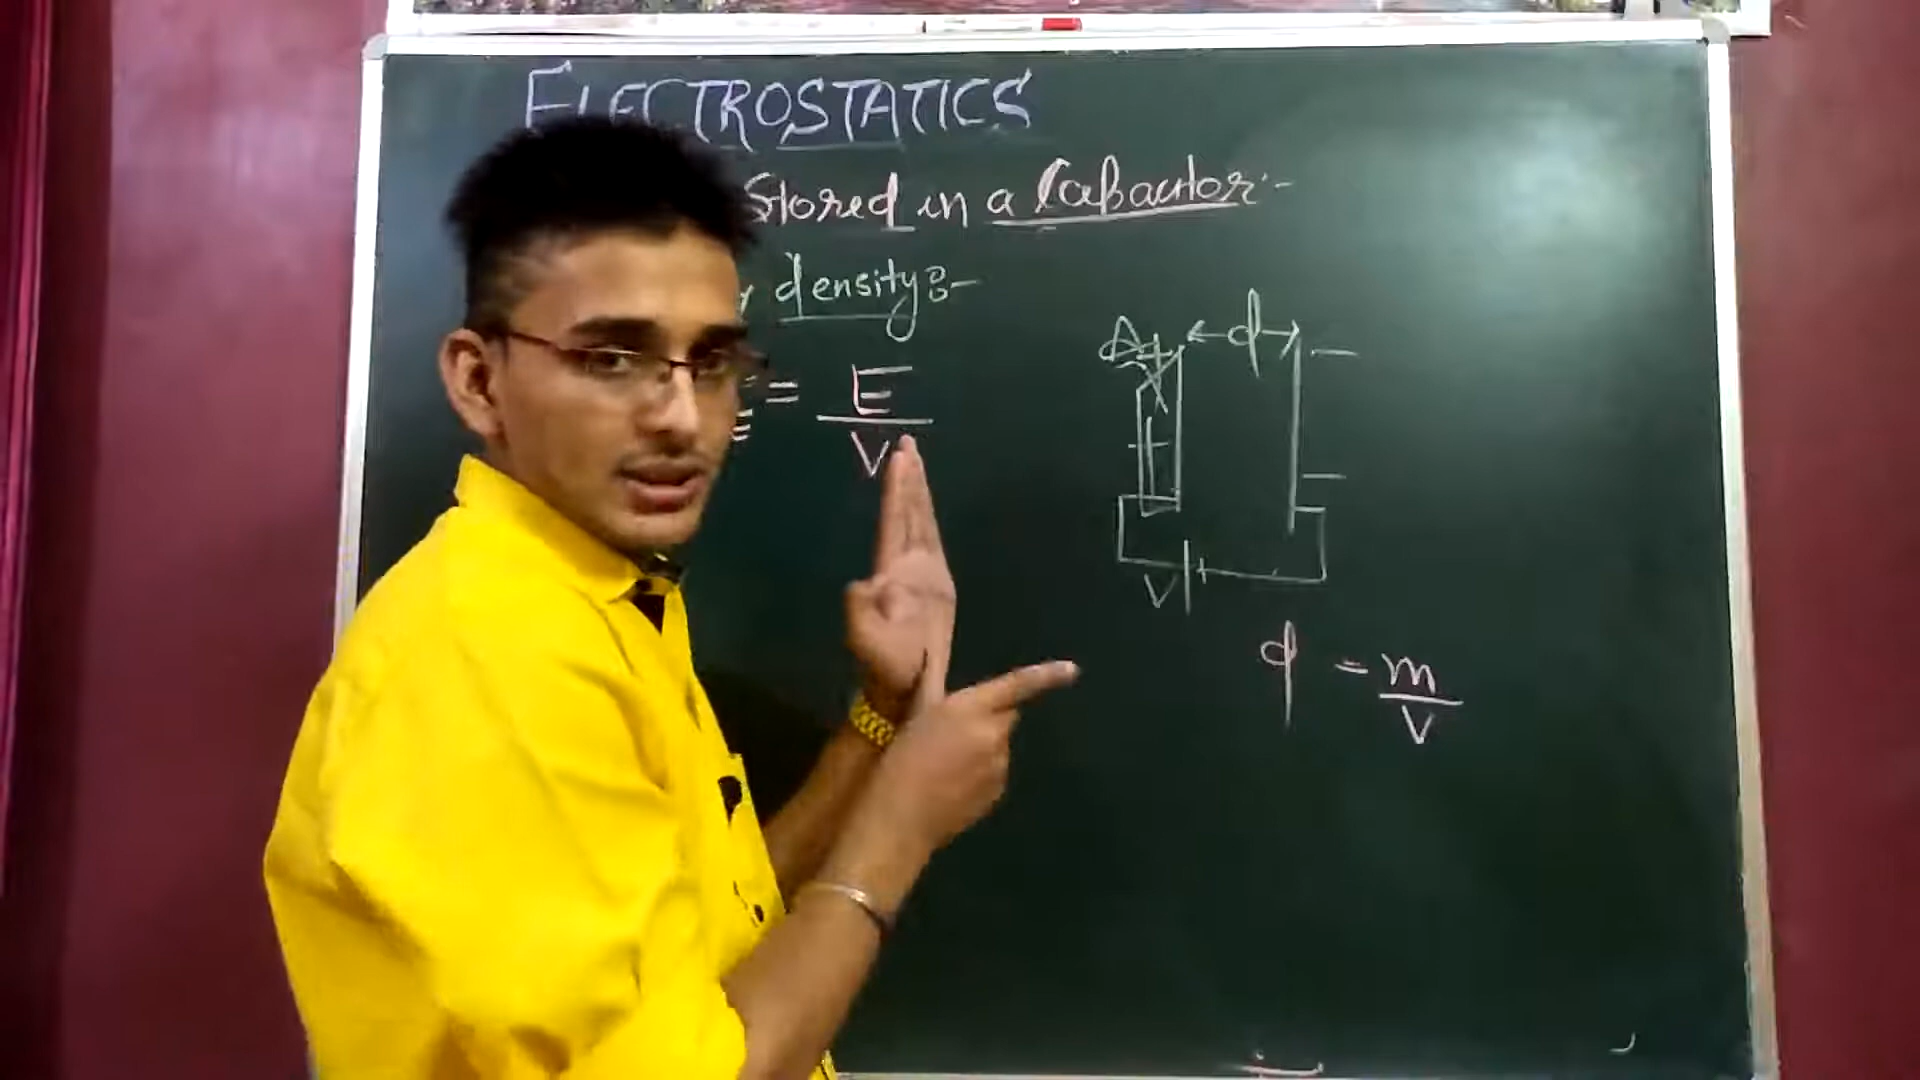 ELECTROSTATICS
Stored in a Capacitor:-
y density:-
= E
V
A + d -
+ -
V
d = m
V